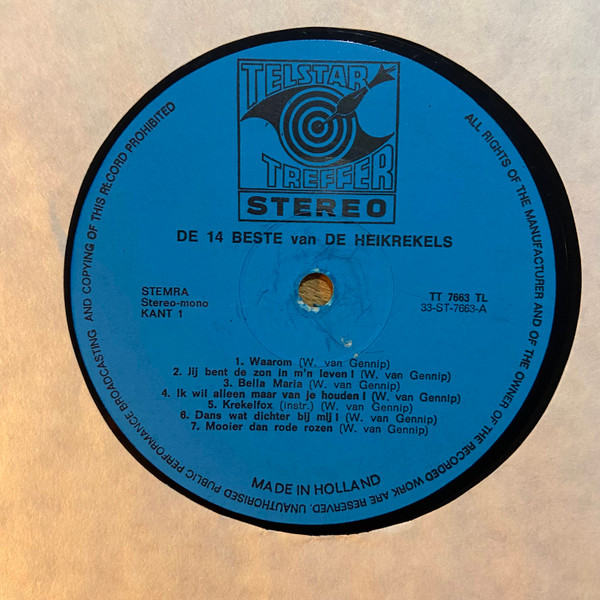 TELSTAR
TREFFER
STEREO
DE 14 BESTE van DE HEIKREKELS
STEMRA
Stereo-mono
KANT 1
TT 7663 TL
33-ST-7663-A
1. Waarom (W. van Gennip)
2. Jij bent de zon in m'n leven! (W. van Gennip)
3. Bella Maria (W. van Gennip)
4. Ik wil alleen maar van je houden! (W. van Gennip)
5. Krekelfox (instr.) (W. van Gennip)
6. Dans wat dichter bij mij! (W. van Gennip)
7. Mooier dan rode rozen (W. van Gennip)
MADE IN HOLLAND
ALL RIGHTS OF THE MANUFACTURER AND OF THE OWNER OF THE RECORDED WORK ARE RESERVED. UNAUTHORISED PUBLIC PERFORMANCE BROADCASTING AND COPYING OF THIS RECORD PROHIBITED